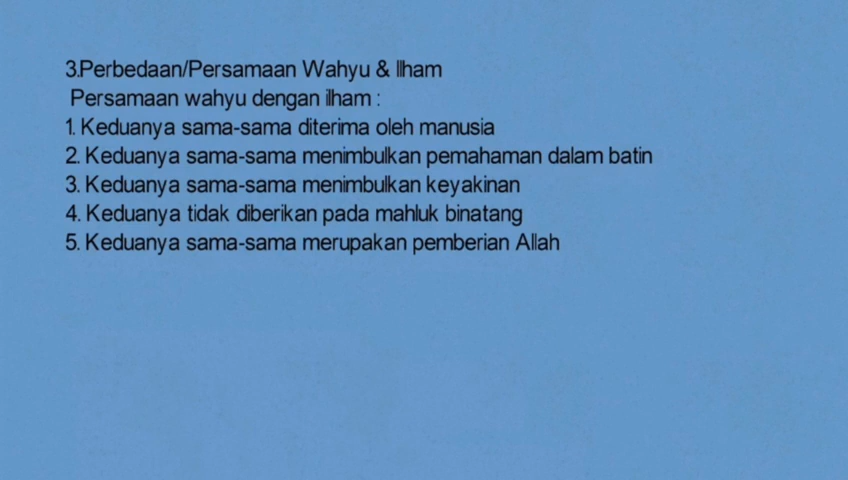 3.Perbedaan/Persamaan Wahyu & Ilham
Persamaan wahyu dengan ilham :
1. Keduanya sama-sama diterima oleh manusia
2. Keduanya sama-sama menimbulkan pemahaman dalam batin
3. Keduanya sama-sama menimbulkan keyakinan
4. Keduanya tidak diberikan pada mahluk binatang
5. Keduanya sama-sama merupakan pemberian Allah